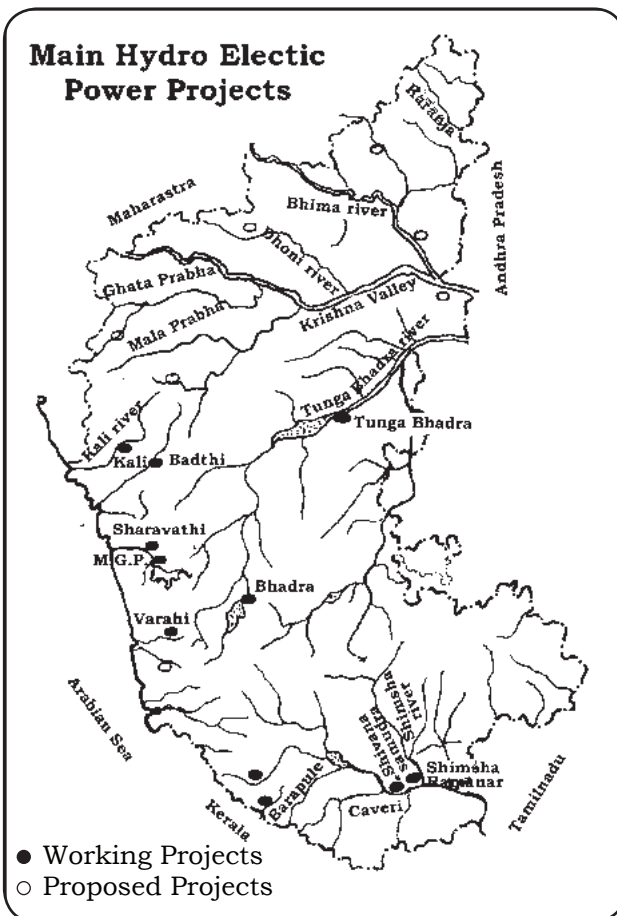 Main Hydro Electic
Power Projects
Raranja
Maharastra
Andhra Pradesh
Bhima river
Dhoni river
Ghata Prabha
Krishna Valley
Mala Prabha
Tunga Bhadra river
Tunga Bhadra
Kali river
Kali
Badthi
Sharavathi
M.G.P.
Bhadra
Varahi
Arabian Sea
Shimsha
river
Shivana
samudra
Shimsha
Barapule
Caveri
Kerala
Tamilnadu
● Working Projects
○ Proposed Projects